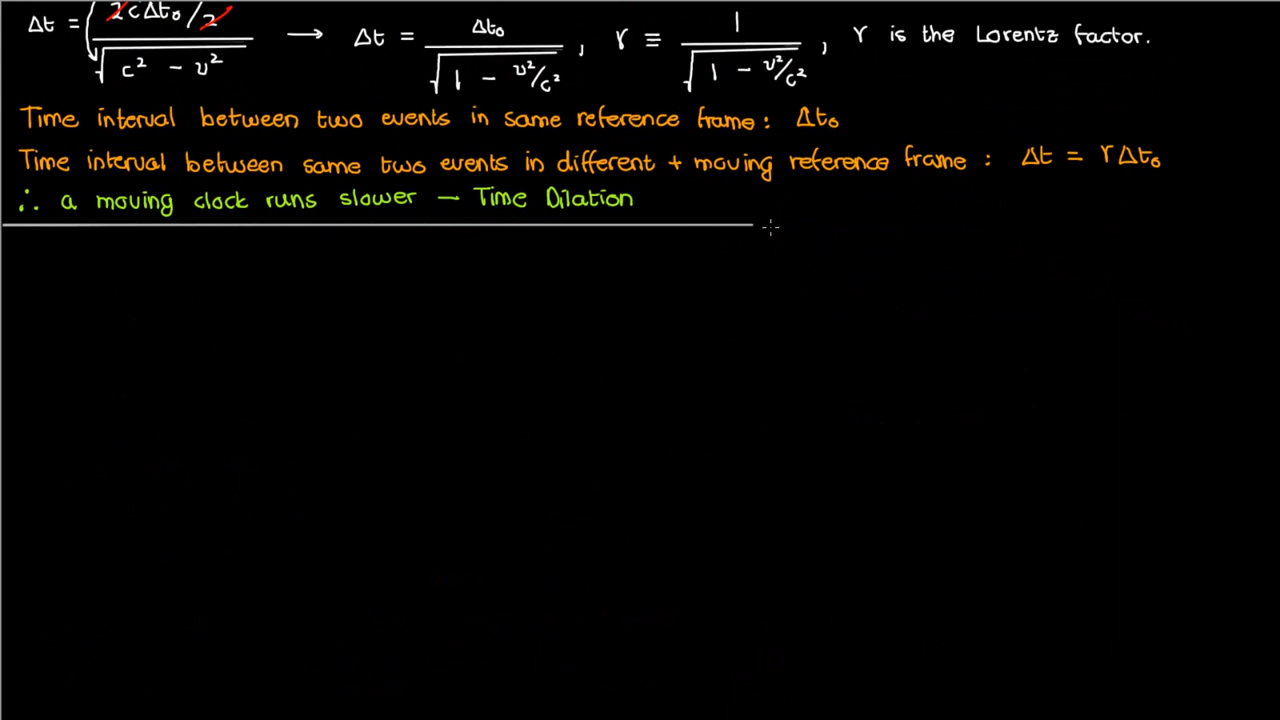 Δt = 2cΔt₀/2 / √(c² − v²) → Δt = Δt₀ / √(1 − v²/c²) , γ ≡ 1 / √(1 − v²/c²) , γ is the Lorentz factor.
Time interval between two events in same reference frame : Δt₀
Time interval between same two events in different + moving reference frame : Δt = γΔt₀
∴ a moving clock runs slower — Time Dilation